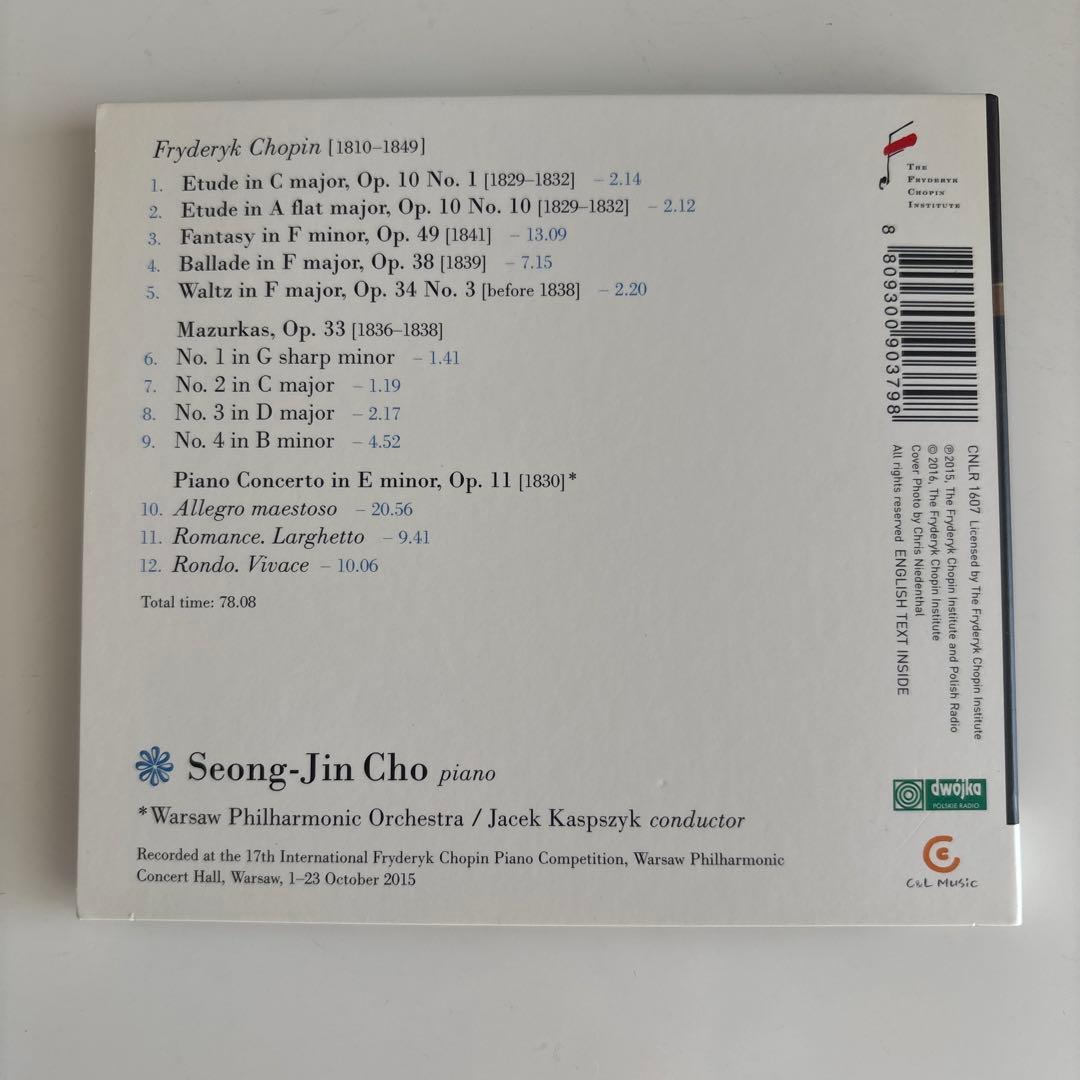 Fryderyk Chopin [1810–1849]
1. Etude in C major, Op. 10 No. 1 [1829–1832] – 2.14
2. Etude in A flat major, Op. 10 No. 10 [1829–1832] – 2.12
3. Fantasy in F minor, Op. 49 [1841] – 13.09
4. Ballade in F major, Op. 38 [1839] – 7.15
5. Waltz in F major, Op. 34 No. 3 [before 1838] – 2.20
Mazurkas, Op. 33 [1836–1838]
6. No. 1 in G sharp minor – 1.41
7. No. 2 in C major – 1.19
8. No. 3 in D major – 2.17
9. No. 4 in B minor – 4.52
Piano Concerto in E minor, Op. 11 [1830]*
10. Allegro maestoso – 20.56
11. Romance. Larghetto – 9.41
12. Rondo. Vivace – 10.06
Total time: 78.08
Seong-Jin Cho piano
*Warsaw Philharmonic Orchestra / Jacek Kaspszyk conductor
Recorded at the 17th International Fryderyk Chopin Piano Competition, Warsaw Philharmonic
Concert Hall, Warsaw, 1–23 October 2015
THE
FRYDERYK
CHOPIN
INSTITUTE
8 809300 903798
CNLR 1607 Licensed by The Fryderyk Chopin Institute
℗2015, The Fryderyk Chopin Institute and Polish Radio
©2016, The Fryderyk Chopin Institute
Cover Photo by Chris Niedenthal
All rights reserved ENGLISH TEXT INSIDE
dwójka
POLSKIE RADIO
C&L MUSIC